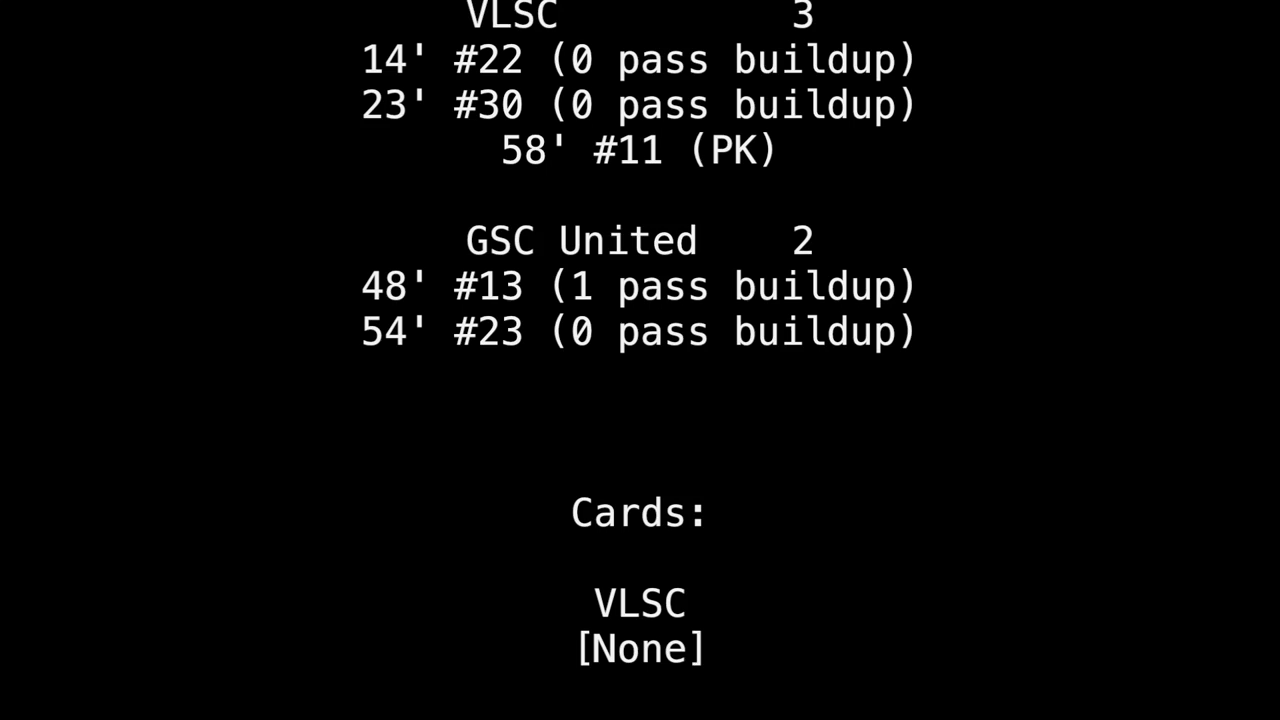 VLSC 3
14' #22 (0 pass buildup)
23' #30 (0 pass buildup)
58' #11 (PK)
GSC United 2
48' #13 (1 pass buildup)
54' #23 (0 pass buildup)
Cards:
VLSC
[None]